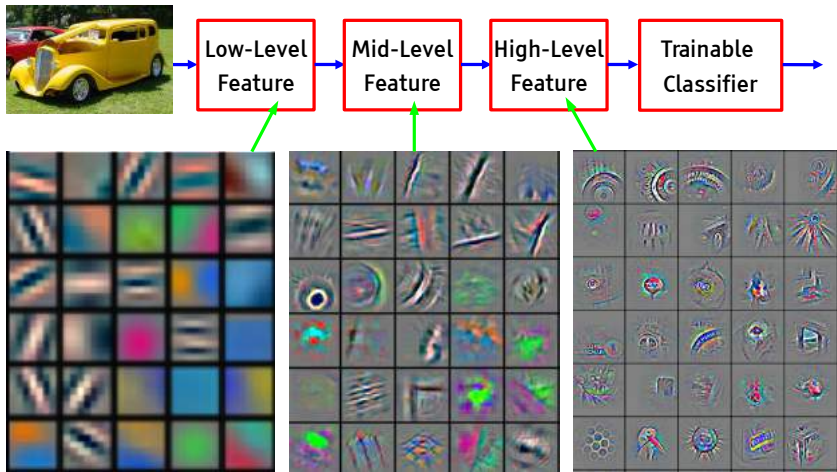 Low-Level
Feature
Mid-Level
Feature
High-Level
Feature
Trainable
Classifier